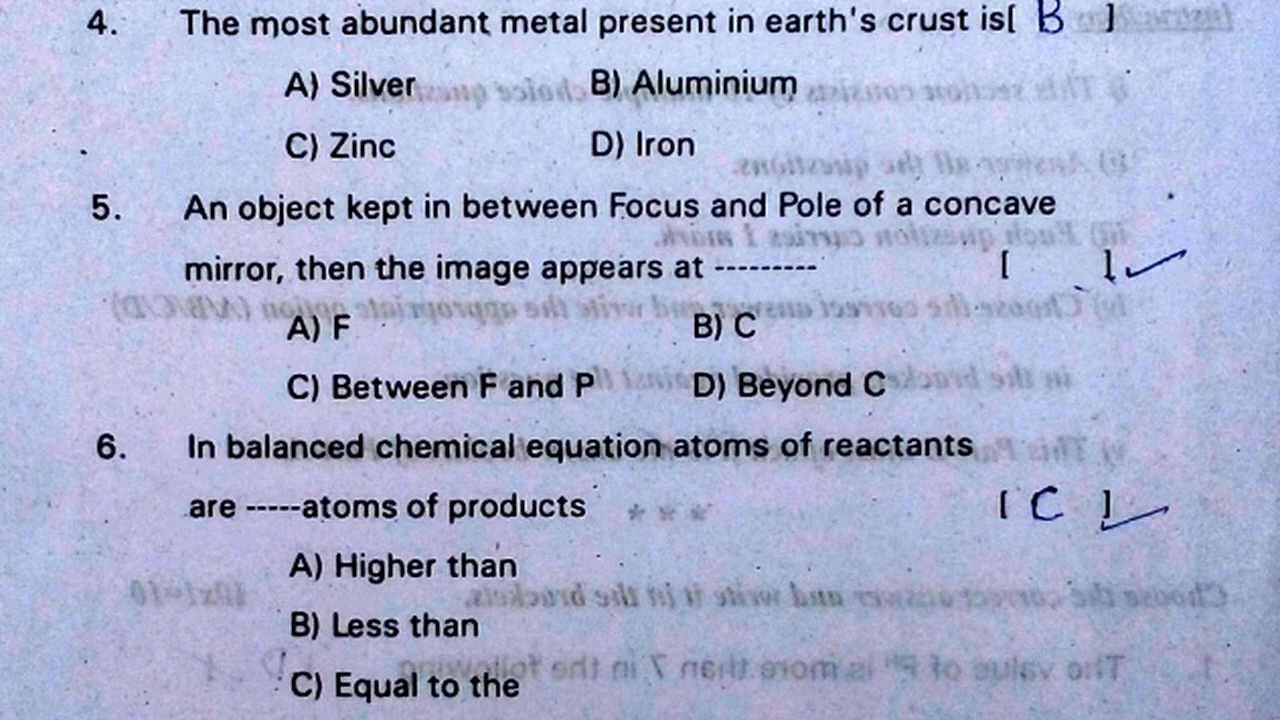 4. The most abundant metal present in earth's crust is[ B ]
A) Silver B) Aluminium
C) Zinc D) Iron
5. An object kept in between Focus and Pole of a concave
mirror, then the image appears at --------- [ ]
A) F B) C
C) Between F and P D) Beyond C
6. In balanced chemical equation atoms of reactants
are -----atoms of products [ C ]
A) Higher than
B) Less than
C) Equal to the